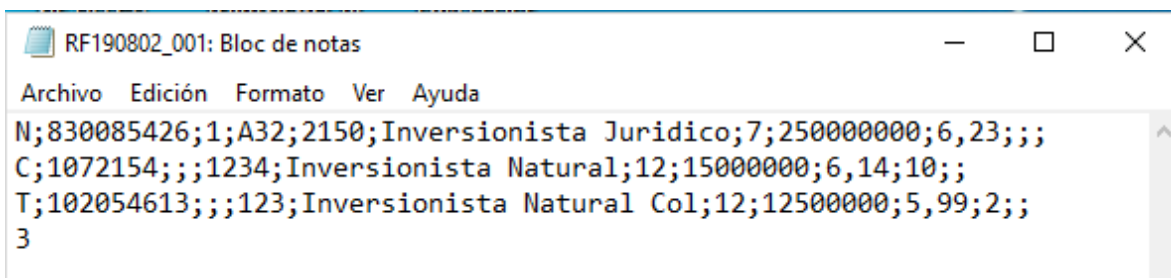 RF190802_001: Bloc de notas
Archivo Edición Formato Ver Ayuda
N;830085426;1;A32;2150;Inversionista Juridico;7;250000000;6,23;;;
C;1072154;;;1234;Inversionista Natural;12;15000000;6,14;10;;
T;102054613;;;123;Inversionista Natural Col;12;12500000;5,99;2;;
3